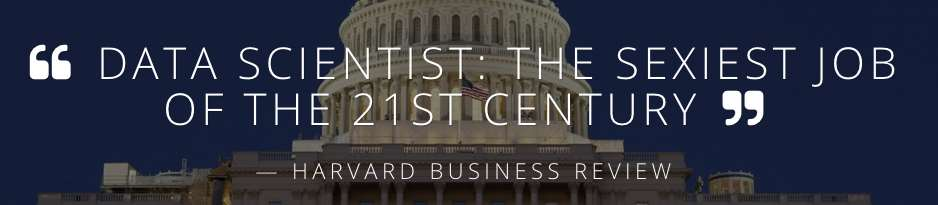 “ DATA SCIENTIST: THE SEXIEST JOB
OF THE 21ST CENTURY ”
— HARVARD BUSINESS REVIEW